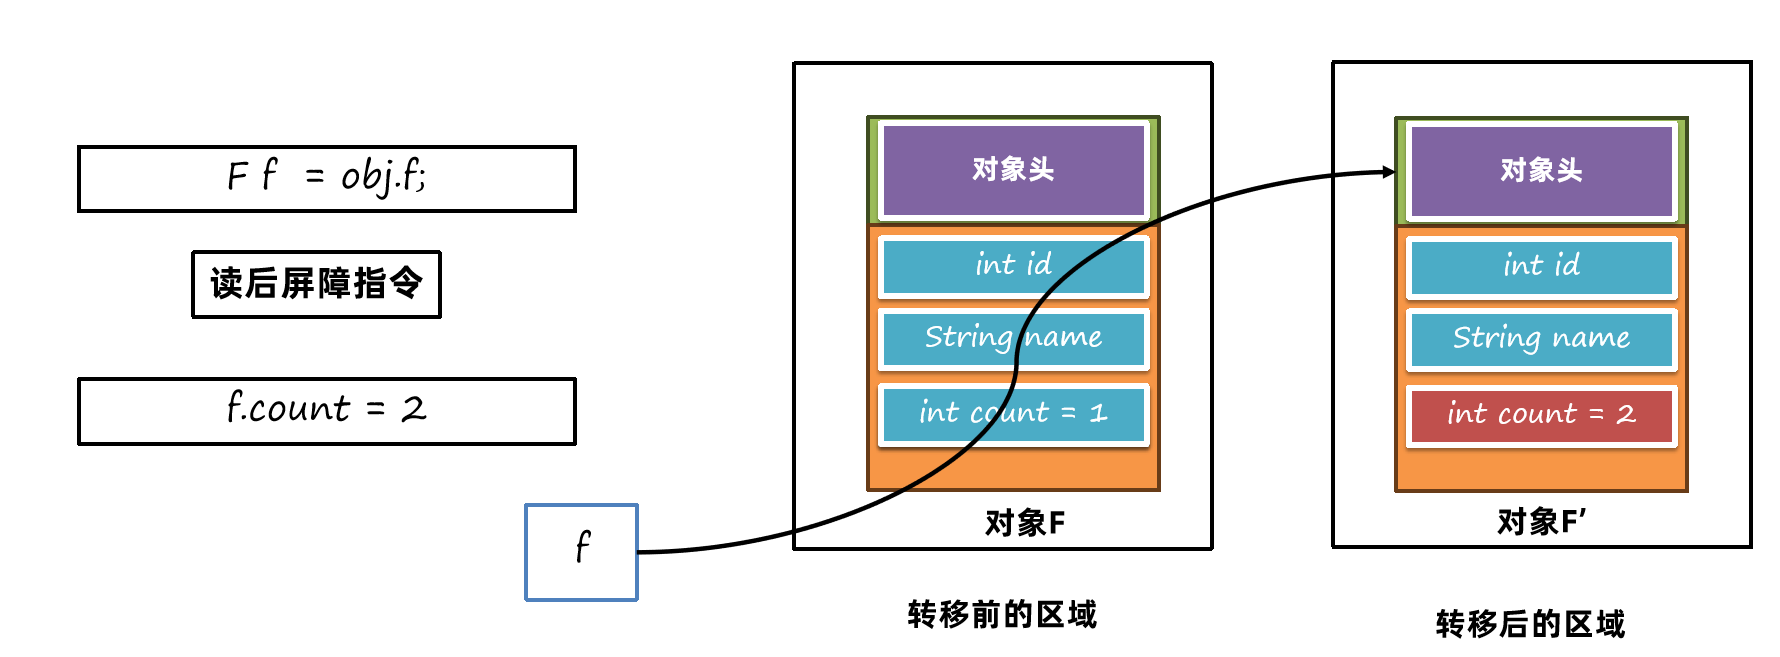 F f = obj.f;
读后屏障指令
f.count = 2
f
对象头
int id
String name
int count = 1
对象F
转移前的区域
对象头
int id
String name
int count = 2
对象F’
转移后的区域